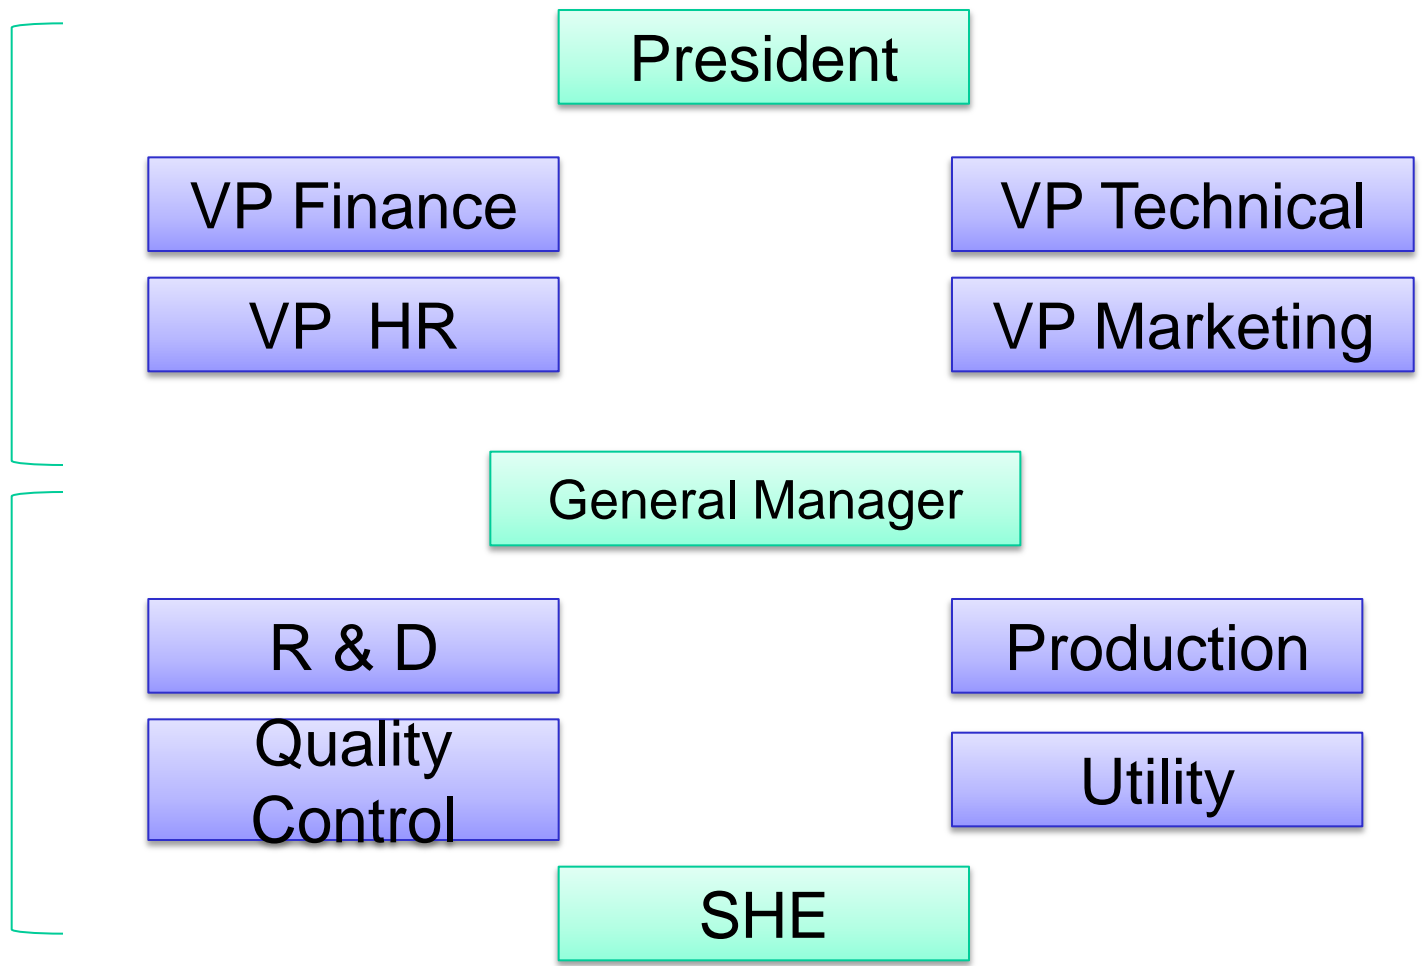 President
VP Finance
VP Technical
VP  HR
VP Marketing
General Manager
R & D
Production
Quality
Control
Utility
SHE